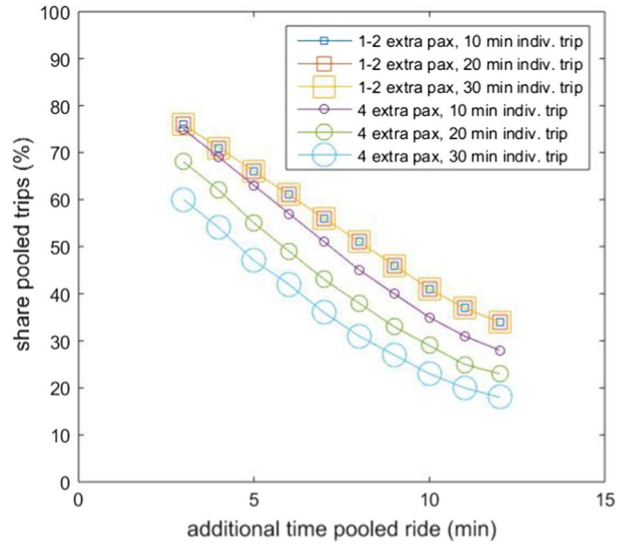 100
90
80
70
60
50
40
30
20
10
0
share pooled trips (%)
1-2 extra pax, 10 min indiv. trip
1-2 extra pax, 20 min indiv. trip
1-2 extra pax, 30 min indiv. trip
4 extra pax, 10 min indiv. trip
4 extra pax, 20 min indiv. trip
4 extra pax, 30 min indiv. trip
0 5 10 15
additional time pooled ride (min)